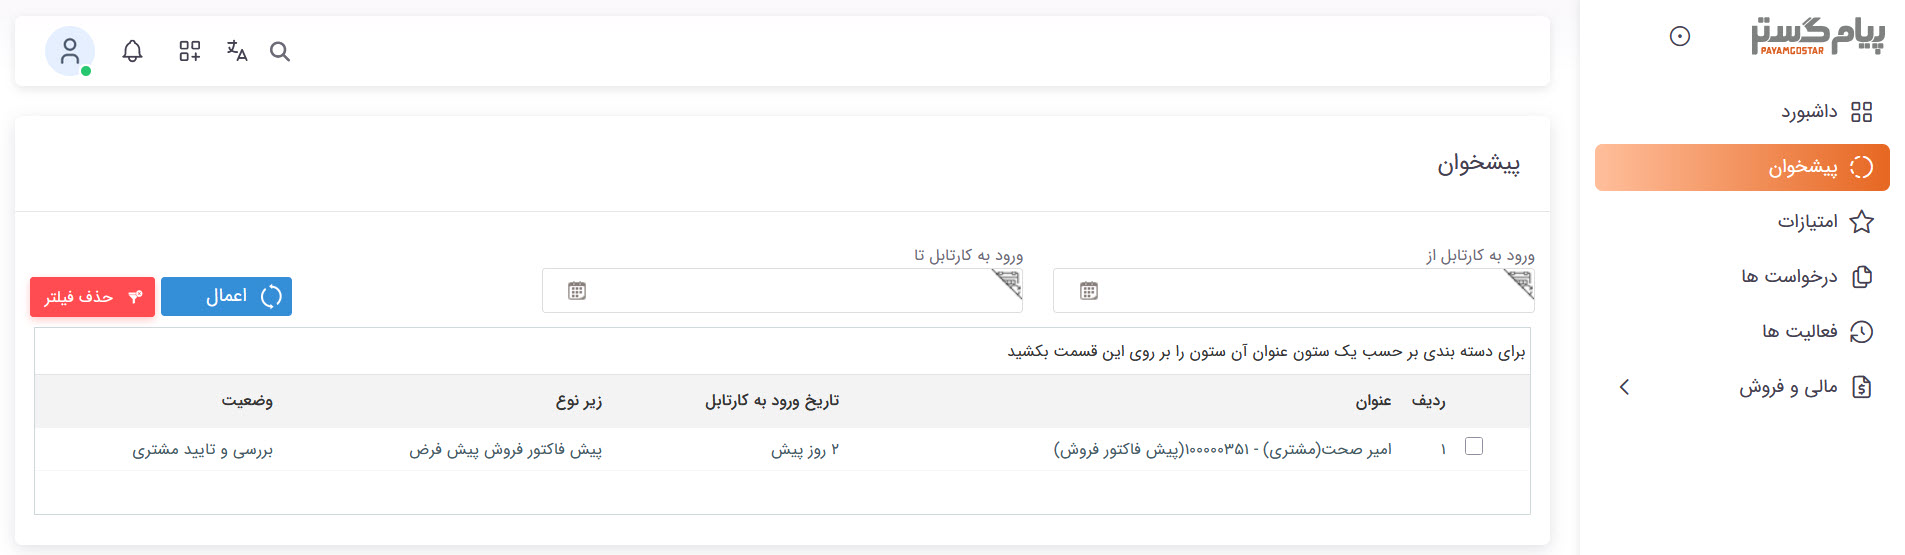 پیام گستر
PAYAMGOSTAR
داشبورد
پیشخوان
امتیازات
درخواست ها
فعالیت ها
مالی و فروش
پیشخوان
ورود به کارتابل از
ورود به کارتابل تا
اعمال
حذف فیلتر
برای دسته بندی بر حسب یک ستون عنوان آن ستون را بر روی این قسمت بکشید
ردیف عنوان تاریخ ورود به کارتابل زیر نوع وضعیت
۱ امیر صحت(مشتری) - ۱۰۰۰۰۰۳۵۱(پیش فاکتور فروش) ۲ روز پیش پیش فاکتور فروش پیش فرض بررسی و تایید مشتری